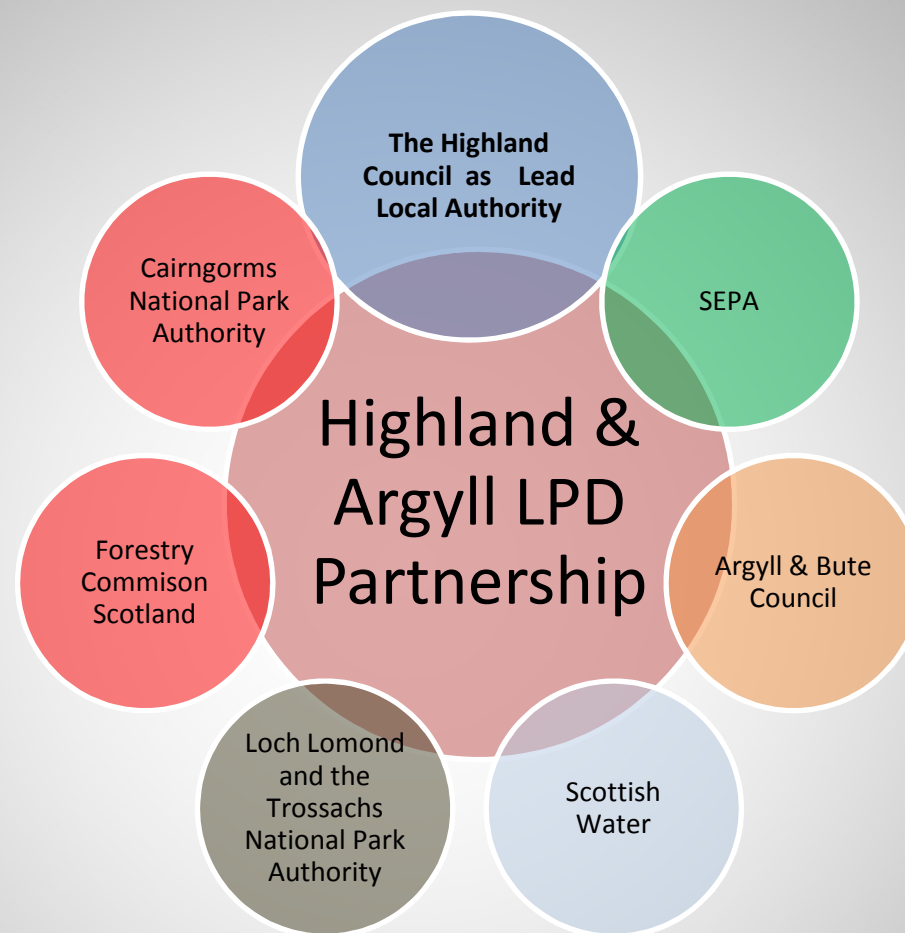 The Highland
Council as Lead
Local Authority
Cairngorms
National Park
Authority
SEPA
Highland &
Argyll LPD
Partnership
Forestry
Commison
Scotland
Argyll & Bute
Council
Loch Lomond
and the
Trossachs
National Park
Authority
Scottish
Water